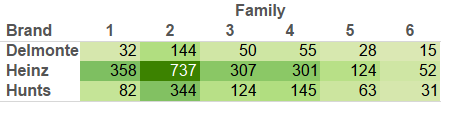 Family
Brand 1 2 3 4 5 6
Delmonte 32 144 50 55 28 15
Heinz 358 737 307 301 124 52
Hunts 82 344 124 145 63 31